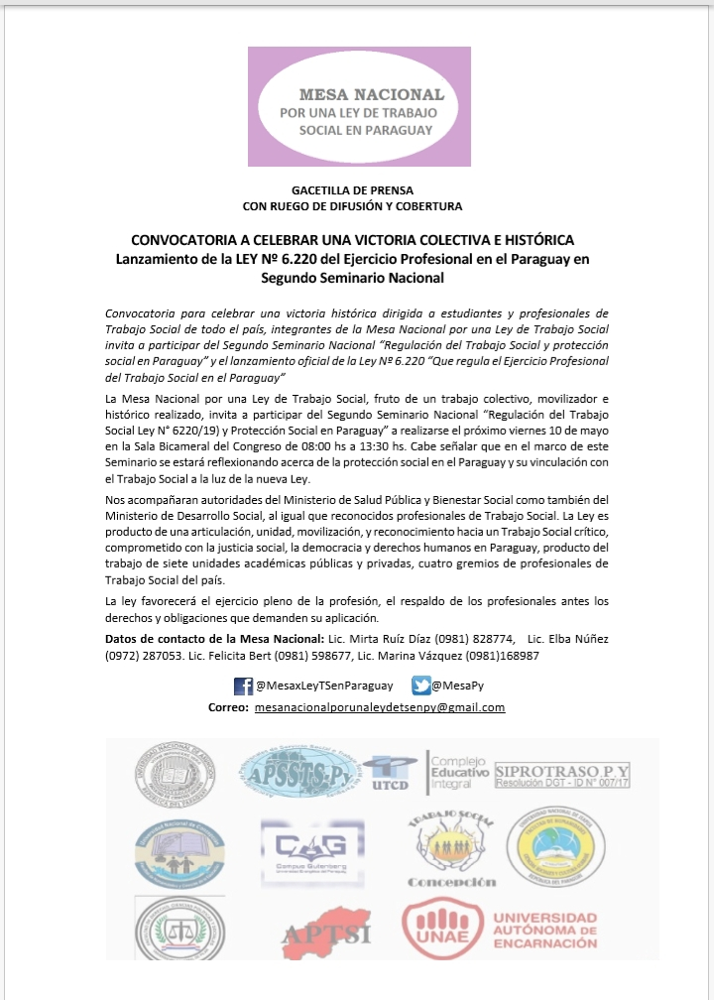 MESA NACIONAL
POR UNA LEY DE TRABAJO
SOCIAL EN PARAGUAY
GACETILLA DE PRENSA
CON RUEGO DE DIFUSIÓN Y COBERTURA
CONVOCATORIA A CELEBRAR UNA VICTORIA COLECTIVA E HISTÓRICA
Lanzamiento de la LEY Nº 6.220 del Ejercicio Profesional en el Paraguay en
Segundo Seminario Nacional
Convocatoria para celebrar una victoria histórica dirigida a estudiantes y profesionales de
Trabajo Social de todo el país, integrantes de la Mesa Nacional por una Ley de Trabajo Social
invita a participar del Segundo Seminario Nacional “Regulación del Trabajo Social y protección
social en Paraguay” y el lanzamiento oficial de la Ley Nº 6.220 “Que regula el Ejercicio Profesional
del Trabajo Social en el Paraguay”
La Mesa Nacional por una Ley de Trabajo Social, fruto de un trabajo colectivo, movilizador e
histórico realizado, invita a participar del Segundo Seminario Nacional “Regulación del Trabajo
Social Ley N° 6220/19) y Protección Social en Paraguay” a realizarse el próximo viernes 10 de mayo
en la Sala Bicameral del Congreso de 08:00 hs a 13:30 hs. Cabe señalar que en el marco de este
Seminario se estará reflexionando acerca de la protección social en el Paraguay y su vinculación con
el Trabajo Social a la luz de la nueva Ley.
Nos acompañaran autoridades del Ministerio de Salud Pública y Bienestar Social como también del
Ministerio de Desarrollo Social, al igual que reconocidos profesionales de Trabajo Social. La Ley es
producto de una articulación, unidad, movilización, y reconocimiento hacia un Trabajo Social crítico,
comprometido con la justicia social, la democracia y derechos humanos en Paraguay, producto del
trabajo de siete unidades académicas públicas y privadas, cuatro gremios de profesionales de
Trabajo Social del país.
La ley favorecerá el ejercicio pleno de la profesión, el respaldo de los profesionales antes los
derechos y obligaciones que demanden su aplicación.
Datos de contacto de la Mesa Nacional: Lic. Mirta Ruíz Díaz (0981) 828774, Lic. Elba Núñez
(0972) 287053. Lic. Felicita Bert (0981) 598677, Lic. Marina Vázquez (0981)168987
@MesaxLeyTSenParaguay @MesaPy
Correo: mesanacionalporunaleydetsenpy@gmail.com
APSSTS.Py
UTCD
Complejo
Educativo
Integral
SIPROTRASO.P.Y
Resolución DGT - ID N° 007/17
CG
Campus Gutenberg
TRABAJO SOCIAL
Concepción
APTSI
UNAE
UNIVERSIDAD
AUTÓNOMA DE
ENCARNACIÓN